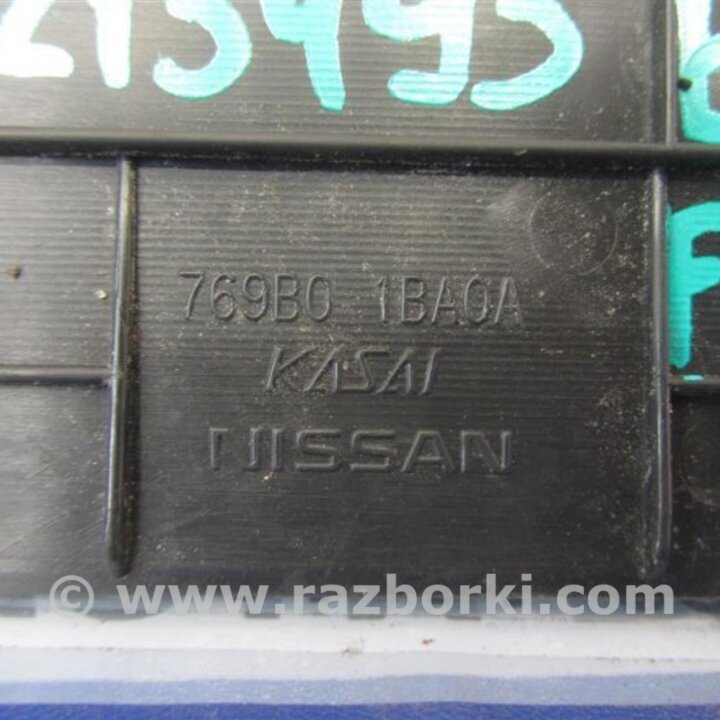 215495
769B0 1BA0A
KASAI
NISSAN
© www.razborki.com